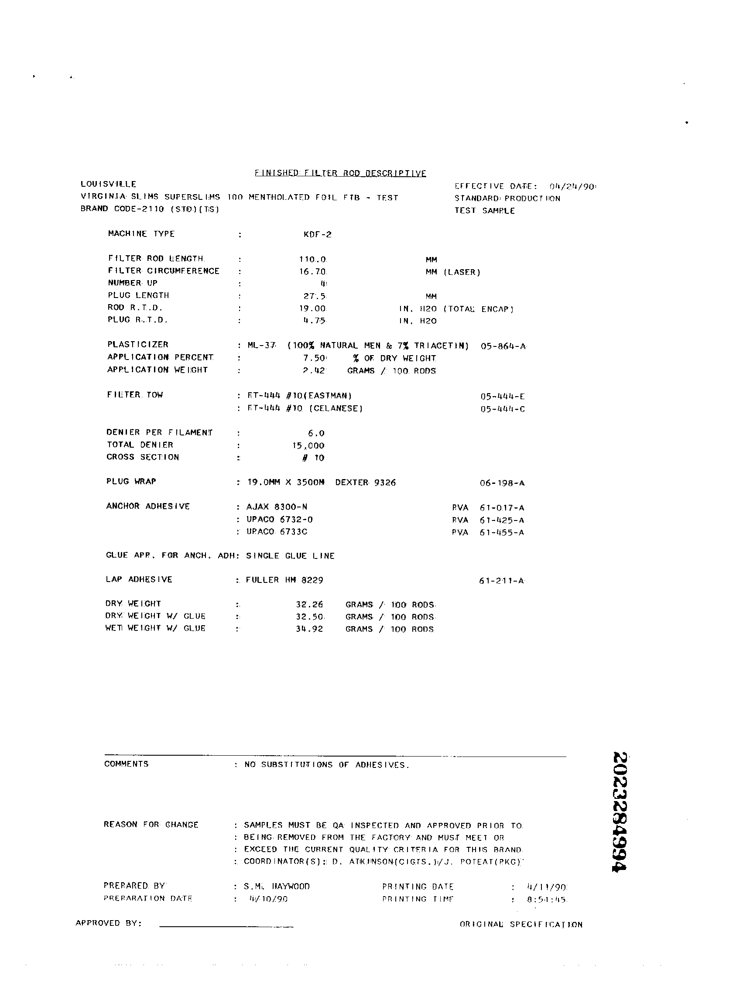 FINISHED FILTER ROD DESCRIPTIVE
LOUISVILLE EFFECTIVE DATE: 04/24/90
VIRGINIA SLIMS SUPERSLIMS 100 MENTHOLATED FOIL FTB - TEST STANDARD PRODUCTION
BRAND CODE-2110 (STO)(TS) TEST SAMPLE
MACHINE TYPE : KDF-2
FILTER ROD LENGTH : 110.0 MM
FILTER CIRCUMFERENCE : 16.70 MM (LASER)
NUMBER UP : 4
PLUG LENGTH : 27.5 MM
ROD R.T.D. : 19.00 IN. H2O (TOTAL ENCAP)
PLUG R.T.D. : 4.75 IN. H2O
PLASTICIZER : ML-37 (100% NATURAL MEN & 7% TRIACETIN) 05-864-A
APPLICATION PERCENT : 7.50 % OF DRY WEIGHT
APPLICATION WEIGHT : 2.42 GRAMS / 100 RODS
FILTER TOW : FT-444 #10(EASTMAN) 05-444-E
: FT-444 #10 (CELANESE) 05-444-C
DENIER PER FILAMENT : 6.0
TOTAL DENIER : 15,000
CROSS SECTION : # 10
PLUG WRAP : 19.0MM X 3500M DEXTER 9326 06-198-A
ANCHOR ADHESIVE : AJAX 8300-N PVA 61-017-A
: UPACO 6732-0 PVA 61-425-A
: UPACO 6733C PVA 61-455-A
GLUE APP. FOR ANCH. ADH: SINGLE GLUE LINE
LAP ADHESIVE : FULLER HM 8229 61-211-A
DRY WEIGHT : 32.26 GRAMS / 100 RODS
DRY WEIGHT W/ GLUE : 32.50 GRAMS / 100 RODS
WET WEIGHT W/ GLUE : 34.92 GRAMS / 100 RODS
COMMENTS : NO SUBSTITUTIONS OF ADHESIVES.
REASON FOR CHANGE : SAMPLES MUST BE QA INSPECTED AND APPROVED PRIOR TO
: BEING REMOVED FROM THE FACTORY AND MUST MEET OR
: EXCEED THE CURRENT QUALITY CRITERIA FOR THIS BRAND
: COORDINATOR(S): D. ATKINSON(CIGTS.)/J. POTEAT(PKG)
PREPARED BY : S.M. HAYWOOD PRINTING DATE : 4/11/90
PREPARATION DATE : 4/10/90 PRINTING TIME : 8:51:45
APPROVED BY: ORIGINAL SPECIFICATION
2023284994